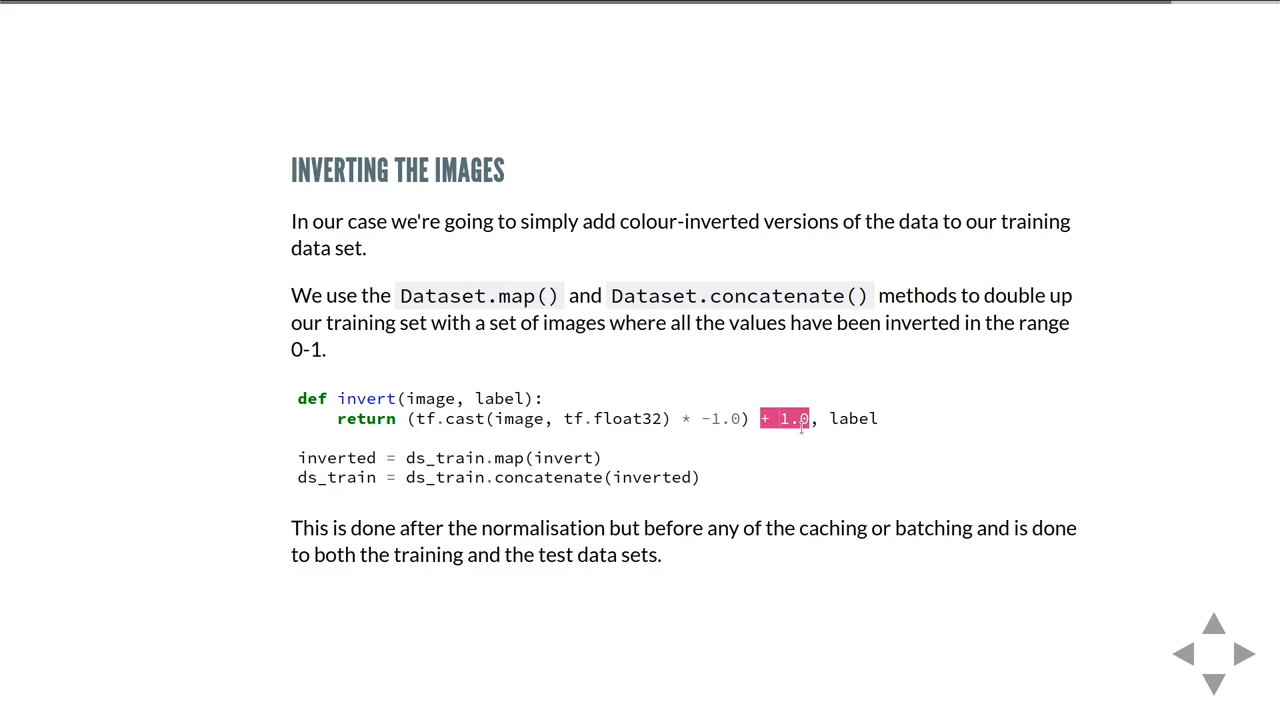 INVERTING THE IMAGES
In our case we're going to simply add colour-inverted versions of the data to our training
data set.
We use the Dataset.map() and Dataset.concatenate() methods to double up
our training set with a set of images where all the values have been inverted in the range
0-1.
def invert(image, label):
    return (tf.cast(image, tf.float32) * -1.0) + 1.0, label
inverted = ds_train.map(invert)
ds_train = ds_train.concatenate(inverted)
This is done after the normalisation but before any of the caching or batching and is done
to both the training and the test data sets.